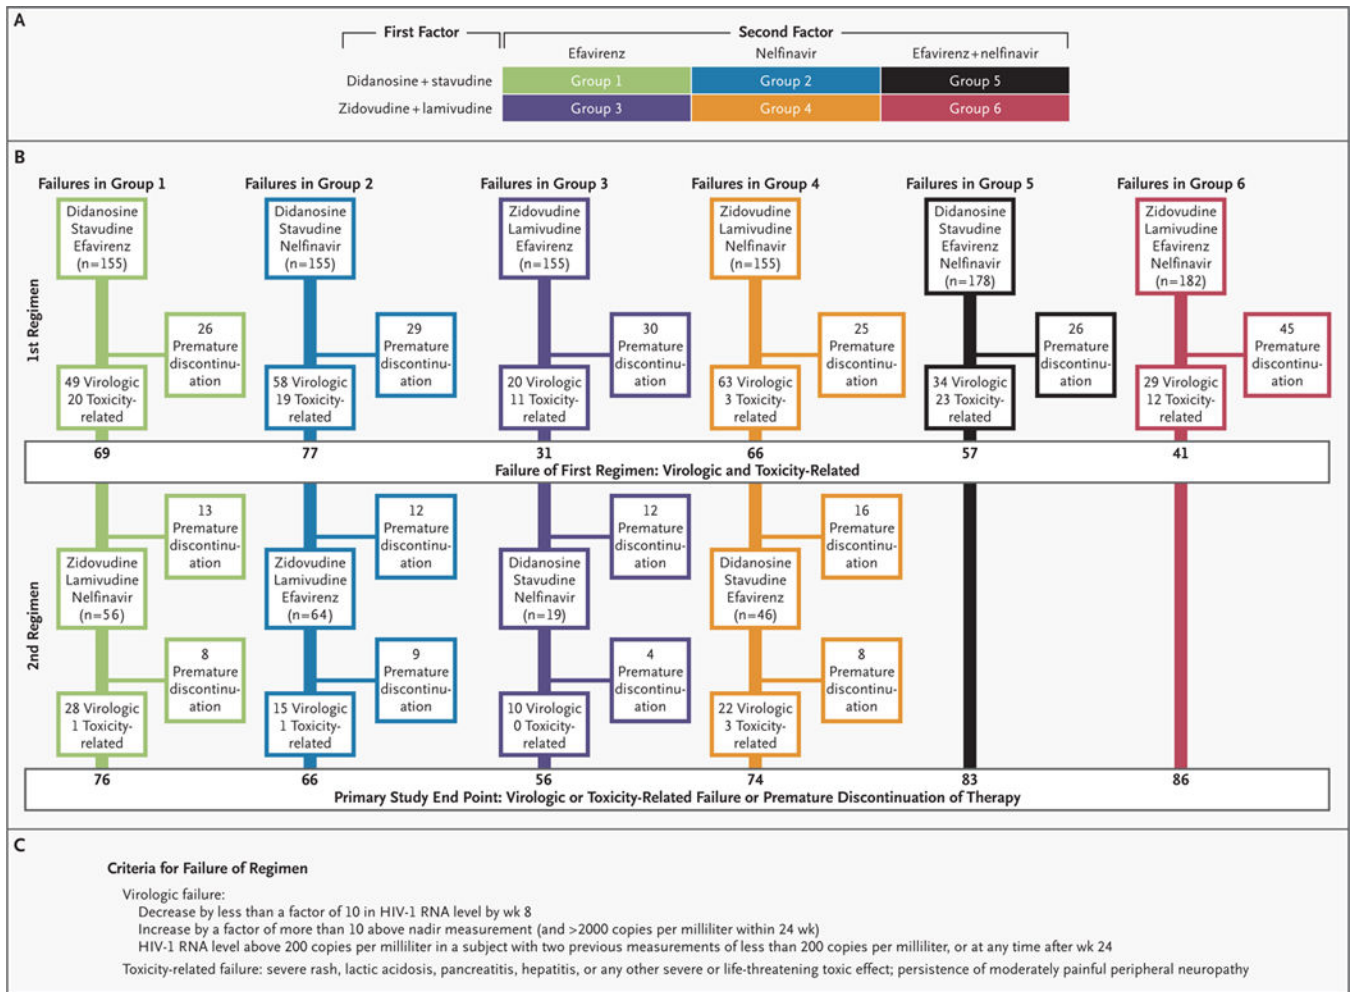 A
First Factor Second Factor
Efavirenz Nelfinavir Efavirenz+nelfinavir
Didanosine+stavudine Group 1 Group 2 Group 5
Zidovudine+lamivudine Group 3 Group 4 Group 6
B
Failures in Group 1 Failures in Group 2 Failures in Group 3 Failures in Group 4 Failures in Group 5 Failures in Group 6
1st Regimen
Didanosine
Stavudine
Efavirenz
(n=155)
26
Premature
discontinu-
ation
49 Virologic
20 Toxicity-
related
Didanosine
Stavudine
Nelfinavir
(n=155)
29
Premature
discontinu-
ation
58 Virologic
19 Toxicity-
related
Zidovudine
Lamivudine
Efavirenz
(n=155)
30
Premature
discontinu-
ation
20 Virologic
11 Toxicity-
related
Zidovudine
Lamivudine
Nelfinavir
(n=155)
25
Premature
discontinu-
ation
63 Virologic
3 Toxicity-
related
Didanosine
Stavudine
Efavirenz
Nelfinavir
(n=178)
26
Premature
discontinu-
ation
34 Virologic
23 Toxicity-
related
Zidovudine
Lamivudine
Efavirenz
Nelfinavir
(n=182)
45
Premature
discontinu-
ation
29 Virologic
12 Toxicity-
related
69 77 31 66 57 41
Failure of First Regimen: Virologic and Toxicity-Related
2nd Regimen
13
Premature
discontinu-
ation
Zidovudine
Lamivudine
Nelfinavir
(n=56)
8
Premature
discontinu-
ation
28 Virologic
1 Toxicity-
related
12
Premature
discontinu-
ation
Zidovudine
Lamivudine
Efavirenz
(n=64)
9
Premature
discontinu-
ation
15 Virologic
1 Toxicity-
related
12
Premature
discontinu-
ation
Didanosine
Stavudine
Nelfinavir
(n=19)
4
Premature
discontinu-
ation
10 Virologic
0 Toxicity-
related
16
Premature
discontinu-
ation
Didanosine
Stavudine
Efavirenz
(n=46)
8
Premature
discontinu-
ation
22 Virologic
3 Toxicity-
related
76 66 56 74 83 86
Primary Study End Point: Virologic or Toxicity-Related Failure or Premature Discontinuation of Therapy
C
Criteria for Failure of Regimen
Virologic failure:
Decrease by less than a factor of 10 in HIV-1 RNA level by wk 8
Increase by a factor of more than 10 above nadir measurement (and >2000 copies per milliliter within 24 wk)
HIV-1 RNA level above 200 copies per milliliter in a subject with two previous measurements of less than 200 copies per milliliter, or at any time after wk 24
Toxicity-related failure: severe rash, lactic acidosis, pancreatitis, hepatitis, or any other severe or life-threatening toxic effect; persistence of moderately painful peripheral neuropathy